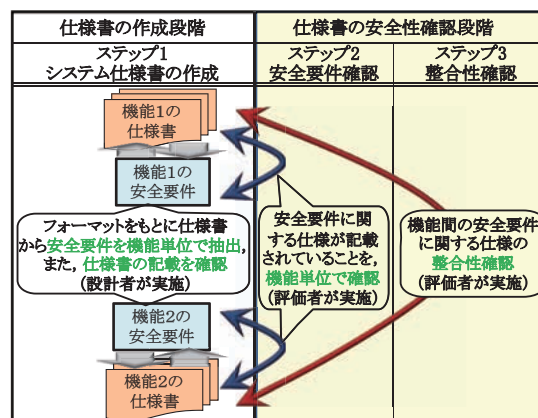 仕様書の作成段階
仕様書の安全性確認段階
ステップ1
システム仕様書の作成
ステップ2
安全要件確認
ステップ3
整合性確認
機能1の
仕様書
機能1の
安全要件
フォーマットをもとに仕様書
から安全要件を機能単位で抽出,
また,仕様書の記載を確認
(設計者が実施)
安全要件に関
する仕様が記載
されていることを,
機能単位で確認
(評価者が実施)
機能間の安全要件
に関する仕様の
整合性確認
(評価者が実施)
機能2の
安全要件
機能2の
仕様書